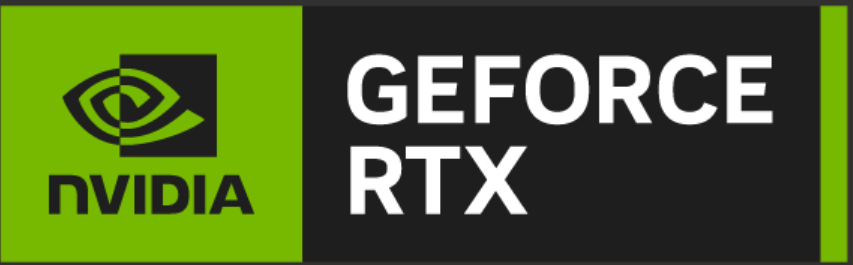 NVIDIA
GEFORCE
RTX